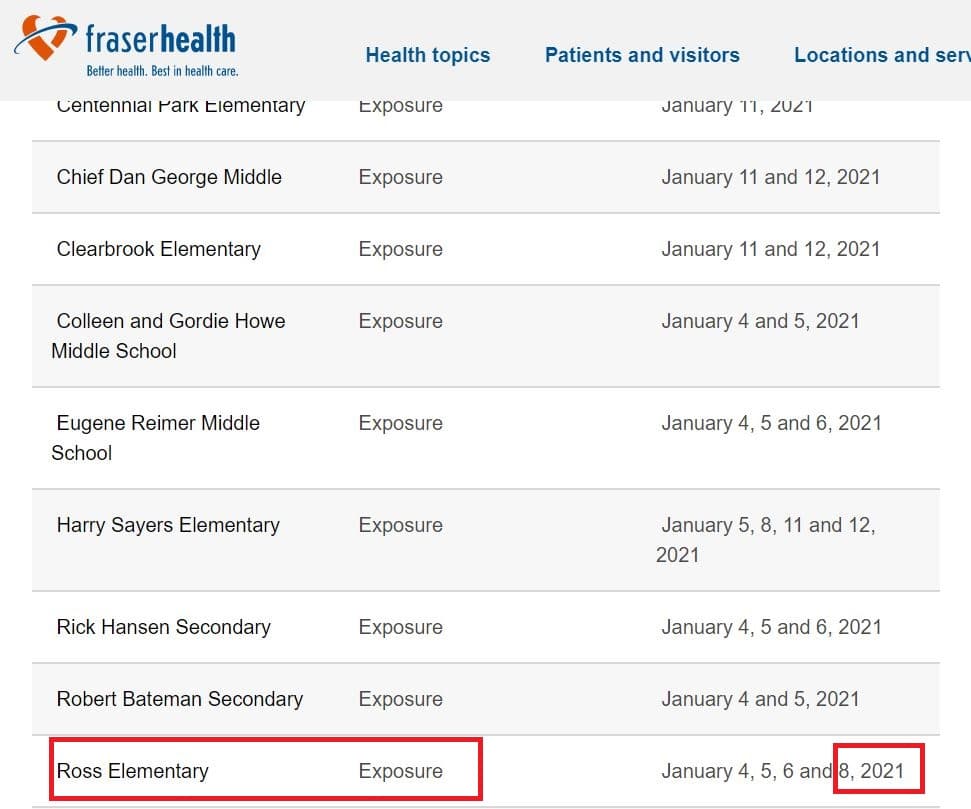 fraserhealth
Better health. Best in health care.
Health topics Patients and visitors Locations and serv
Centennial Park Elementary Exposure January 11, 2021
Chief Dan George Middle Exposure January 11 and 12, 2021
Clearbrook Elementary Exposure January 11 and 12, 2021
Colleen and Gordie Howe Exposure January 4 and 5, 2021
Middle School
Eugene Reimer Middle Exposure January 4, 5 and 6, 2021
School
Harry Sayers Elementary Exposure January 5, 8, 11 and 12,
2021
Rick Hansen Secondary Exposure January 4, 5 and 6, 2021
Robert Bateman Secondary Exposure January 4 and 5, 2021
Ross Elementary Exposure January 4, 5, 6 and 8, 2021